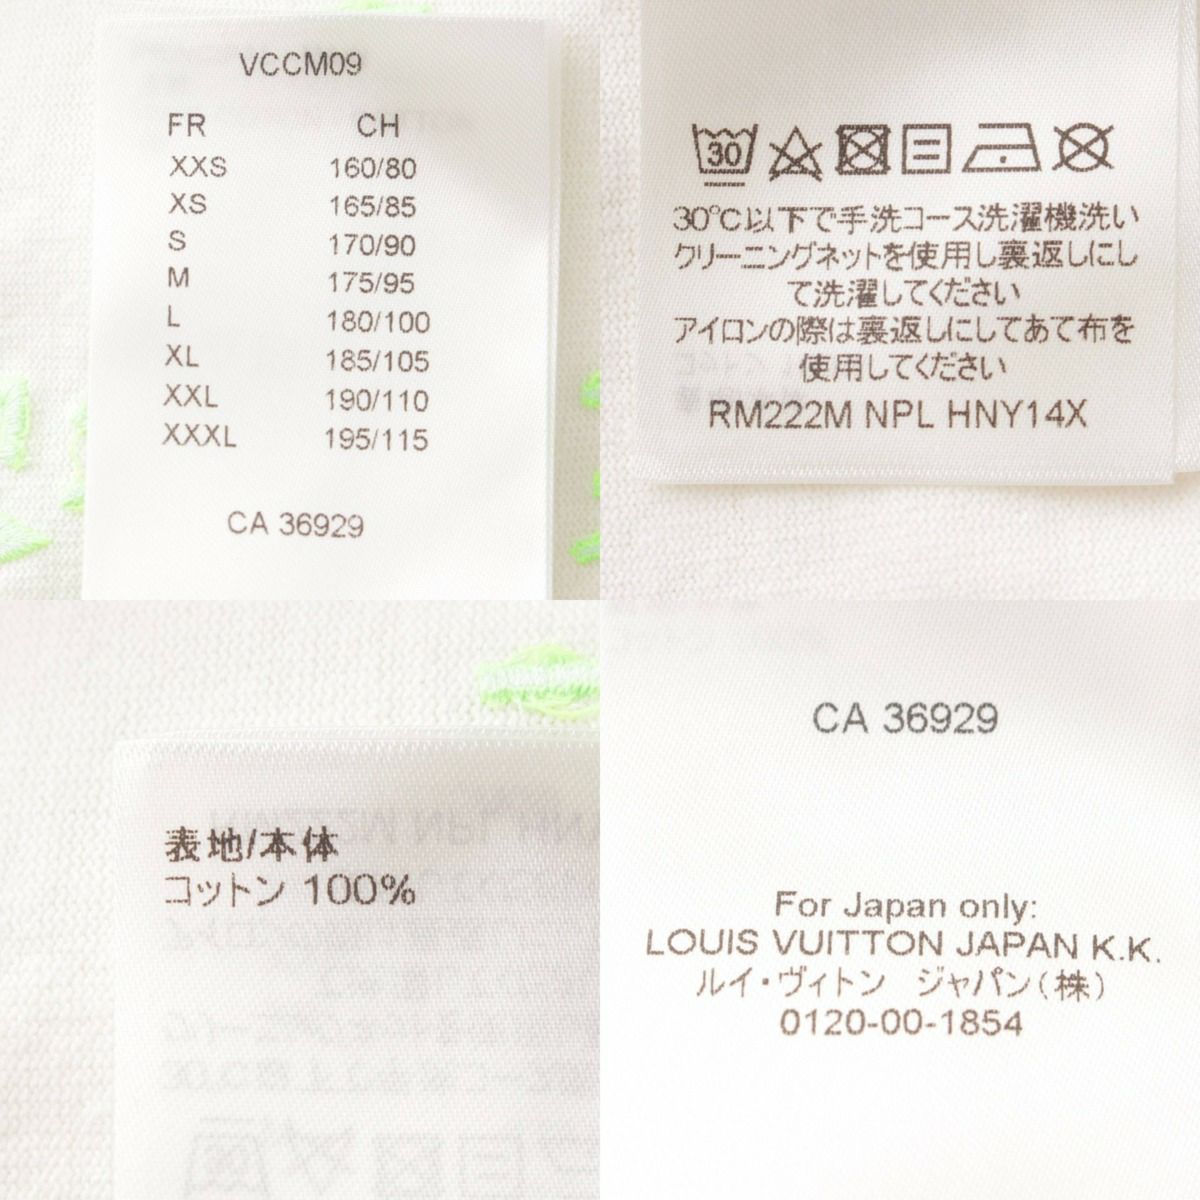 VCCM09
FR CH
XXS 160/80
XS 165/85
S 170/90
M 175/95
L 180/100
XL 185/105
XXL 190/110
XXXL 195/115
CA 36929
30
30℃以下で手洗コース洗濯機洗い
クリーニングネットを使用し裏返しにし
て洗濯してください
アイロンの際は裏返しにしてあて布を
使用してください
RM222M NPL HNY14X
表地/本体
コットン 100%
CA 36929
For Japan only:
LOUIS VUITTON JAPAN K.K.
ルイ・ヴィトン ジャパン(株)
0120-00-1854